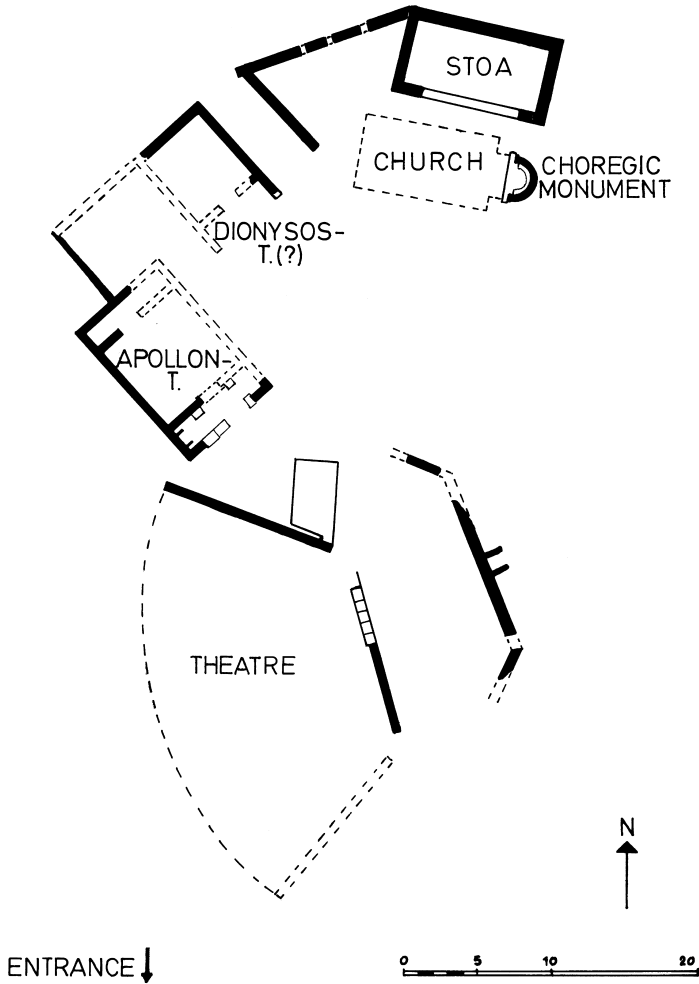 STOA
CHURCH
CHOREGIC
MONUMENT
DIONYSOS-
T.(?)
APOLLON-
T.
THEATRE
N
ENTRANCE
0 5 10 20